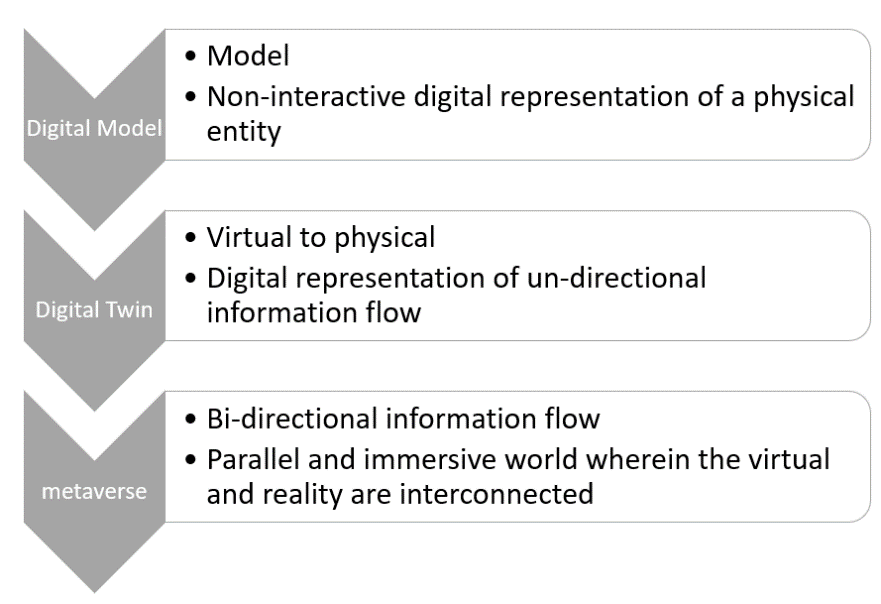 Digital Model
• Model
• Non-interactive digital representation of a physical
entity
Digital Twin
• Virtual to physical
• Digital representation of un-directional
information flow
metaverse
• Bi-directional information flow
• Parallel and immersive world wherein the virtual
and reality are interconnected